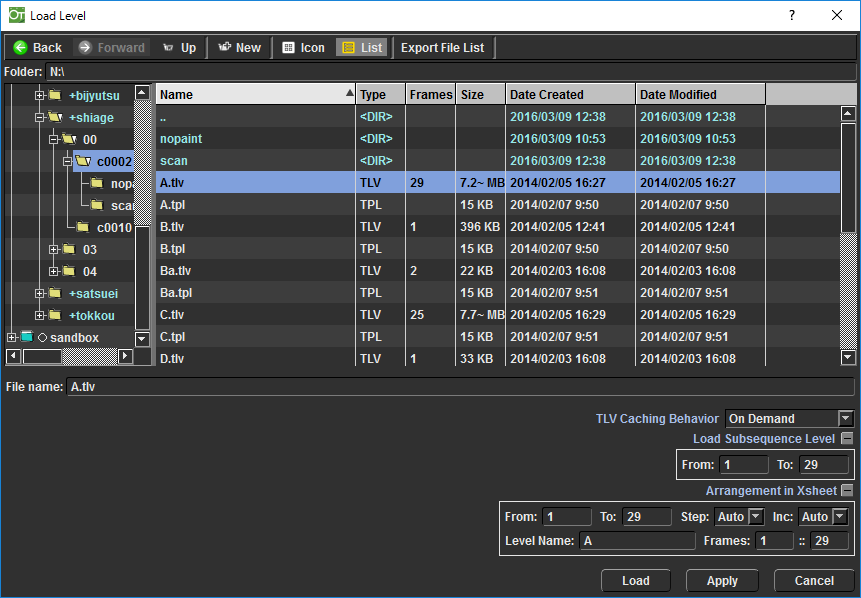 OT Load Level ?
Back Forward Up New Icon List Export File List
Folder: N:\
Name Type Frames Size Date Created Date Modified
+bijyutsu
+shiage
00
c0002
nop
sca
c0010
03
04
+satsuei
+tokkou
sandbox
.. <DIR> 2016/03/09 12:38 2016/03/09 12:38
nopaint <DIR> 2016/03/09 10:53 2016/03/09 10:53
scan <DIR> 2016/03/09 12:38 2016/03/09 12:38
A.tlv TLV 29 7.2~ MB 2014/02/05 16:27 2014/02/05 16:27
A.tpl TPL 15 KB 2014/02/07 9:50 2014/02/07 9:50
B.tlv TLV 1 396 KB 2014/02/05 12:41 2014/02/05 12:41
B.tpl TPL 15 KB 2014/02/07 9:50 2014/02/07 9:50
Ba.tlv TLV 2 22 KB 2014/02/03 16:08 2014/02/03 16:08
Ba.tpl TPL 15 KB 2014/02/07 9:51 2014/02/07 9:51
C.tlv TLV 25 7.7~ MB 2014/02/05 16:29 2014/02/05 16:29
C.tpl TPL 15 KB 2014/02/07 9:51 2014/02/07 9:51
D.tlv TLV 1 33 KB 2014/02/03 16:08 2014/02/03 16:08
File name: A.tlv
TLV Caching Behavior On Demand
Load Subsequence Level
From: 1 To: 29
Arrangement in Xsheet
From: 1 To: 29 Step: Auto Inc: Auto
Level Name: A Frames: 1 :: 29
Load Apply Cancel